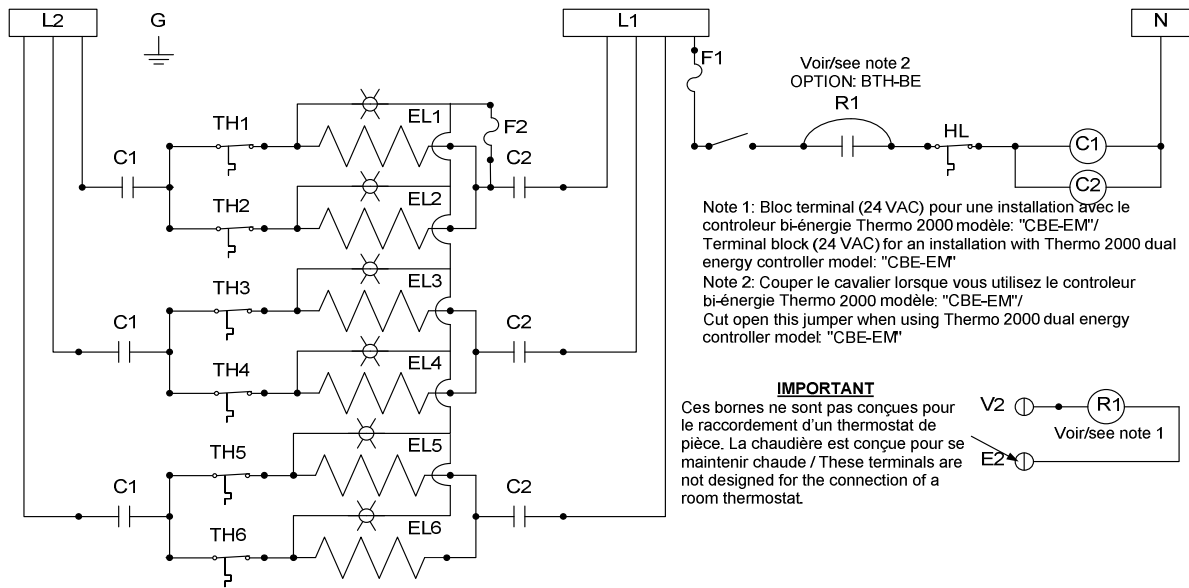 L2
G
L1
N
F1
Voir/see note 2
OPTION: BTH-BE
R1
HL
C1
C2
TH1
EL1
F2
C1
C2
TH2
EL2
TH3
EL3
C1
C2
TH4
EL4
TH5
EL5
C1
C2
TH6
EL6
Note 1: Bloc terminal (24 VAC) pour une installation avec le
controleur bi-énergie Thermo 2000 modèle: "CBE-EM"/
Terminal block (24 VAC) for an installation with Thermo 2000 dual
energy controller model: "CBE-EM"
Note 2: Couper le cavalier lorsque vous utilisez le controleur
bi-énergie Thermo 2000 modèle: "CBE-EM"/
Cut open this jumper when using Thermo 2000 dual energy
controller model: "CBE-EM"
IMPORTANT
Ces bornes ne sont pas conçues pour
le raccordement d'un thermostat de
pièce. La chaudière est conçue pour se
maintenir chaude / These terminals are
not designed for the connection of a
room thermostat.
V2
R1
Voir/see note 1
E2